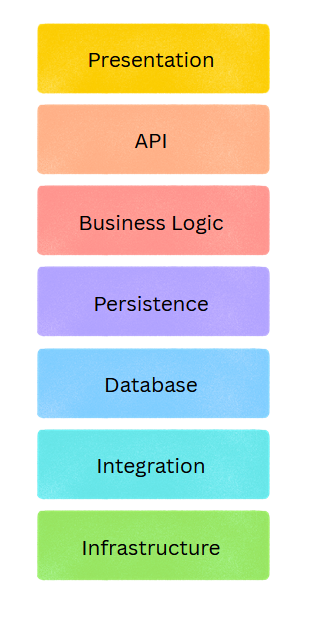 Presentation
API
Business Logic
Persistence
Database
Integration
Infrastructure